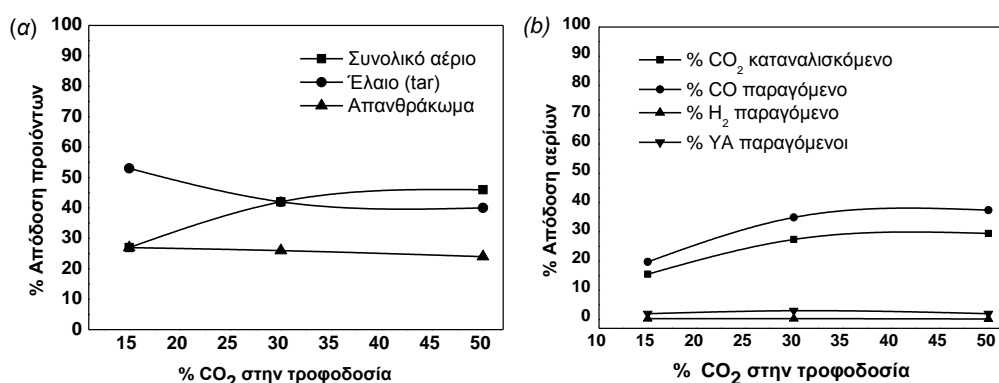 (α)
100
90
80
70
60
50
40
30
20
10
0
% Απόδοση προιόντων
Συνολικό αέριο
Έλαιο (tar)
Απανθράκωμα
15 20 25 30 35 40 45 50
% CO2 στην τροφοδοσία
(b)
100
90
80
70
60
50
40
30
20
10
0
% Απόδοση αερίων
% CO2 καταναλισκόμενο
% CO παραγόμενο
% H2 παραγόμενο
% ΥΑ παραγόμενοι
10 15 20 25 30 35 40 45 50
% CO2 στην τροφοδοσία